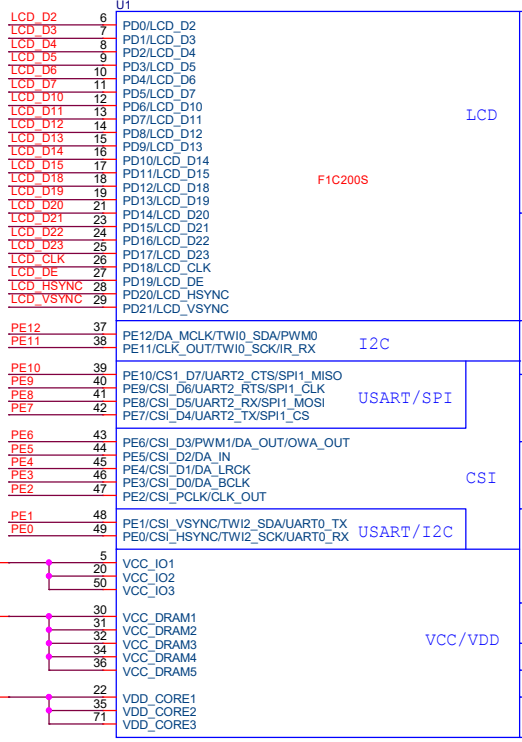 U1
LCD_D2 6 PD0/LCD_D2
LCD_D3 7 PD1/LCD_D3
LCD_D4 8 PD2/LCD_D4
LCD_D5 9 PD3/LCD_D5
LCD_D6 10 PD4/LCD_D6
LCD_D7 11 PD5/LCD_D7
LCD_D10 12 PD6/LCD_D10
LCD_D11 13 PD7/LCD_D11
LCD_D12 14 PD8/LCD_D12
LCD_D13 15 PD9/LCD_D13
LCD_D14 16 PD10/LCD_D14
LCD_D15 17 PD11/LCD_D15
LCD_D18 18 PD12/LCD_D18
LCD_D19 19 PD13/LCD_D19
LCD_D20 21 PD14/LCD_D20
LCD_D21 23 PD15/LCD_D21
LCD_D22 24 PD16/LCD_D22
LCD_D23 25 PD17/LCD_D23
LCD_CLK 26 PD18/LCD_CLK
LCD_DE 27 PD19/LCD_DE
LCD_HSYNC 28 PD20/LCD_HSYNC
LCD_VSYNC 29 PD21/LCD_VSYNC
LCD
F1C200S
PE12 37 PE12/DA_MCLK/TWI0_SDA/PWM0
PE11 38 PE11/CLK_OUT/TWI0_SCK/IR_RX
I2C
PE10 39 PE10/CS1_D7/UART2_CTS/SPI1_MISO
PE9 40 PE9/CSI_D6/UART2_RTS/SPI1_CLK
PE8 41 PE8/CSI_D5/UART2_RX/SPI1_MOSI
PE7 42 PE7/CSI_D4/UART2_TX/SPI1_CS
USART/SPI
PE6 43 PE6/CSI_D3/PWM1/DA_OUT/OWA_OUT
PE5 44 PE5/CSI_D2/DA_IN
PE4 45 PE4/CSI_D1/DA_LRCK
PE3 46 PE3/CSI_D0/DA_BCLK
PE2 47 PE2/CSI_PCLK/CLK_OUT
CSI
PE1 48 PE1/CSI_VSYNC/TWI2_SDA/UART0_TX
PE0 49 PE0/CSI_HSYNC/TWI2_SCK/UART0_RX
USART/I2C
5 VCC_IO1
20 VCC_IO2
50 VCC_IO3
30 VCC_DRAM1
31 VCC_DRAM2
32 VCC_DRAM3
34 VCC_DRAM4
36 VCC_DRAM5
VCC/VDD
22 VDD_CORE1
35 VDD_CORE2
71 VDD_CORE3